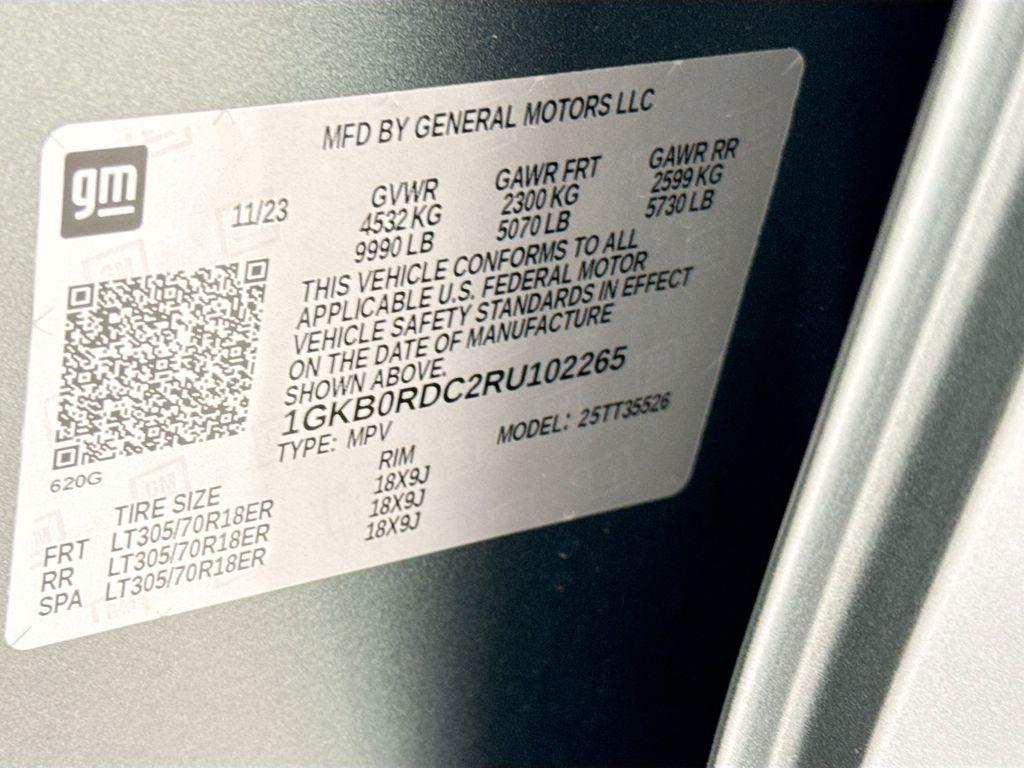 MFD BY GENERAL MOTORS LLC
gm
11/23
GVWR GAWR FRT GAWR RR
4532 KG 2300 KG 2599 KG
9990 LB 5070 LB 5730 LB
THIS VEHICLE CONFORMS TO ALL
APPLICABLE U.S. FEDERAL MOTOR
VEHICLE SAFETY STANDARDS IN EFFECT
ON THE DATE OF MANUFACTURE
SHOWN ABOVE.
1GKB0RDC2RU102265
TYPE: MPV MODEL: 25TT35526
620G
TIRE SIZE RIM
FRT LT305/70R18ER 18X9J
RR LT305/70R18ER 18X9J
SPA LT305/70R18ER 18X9J